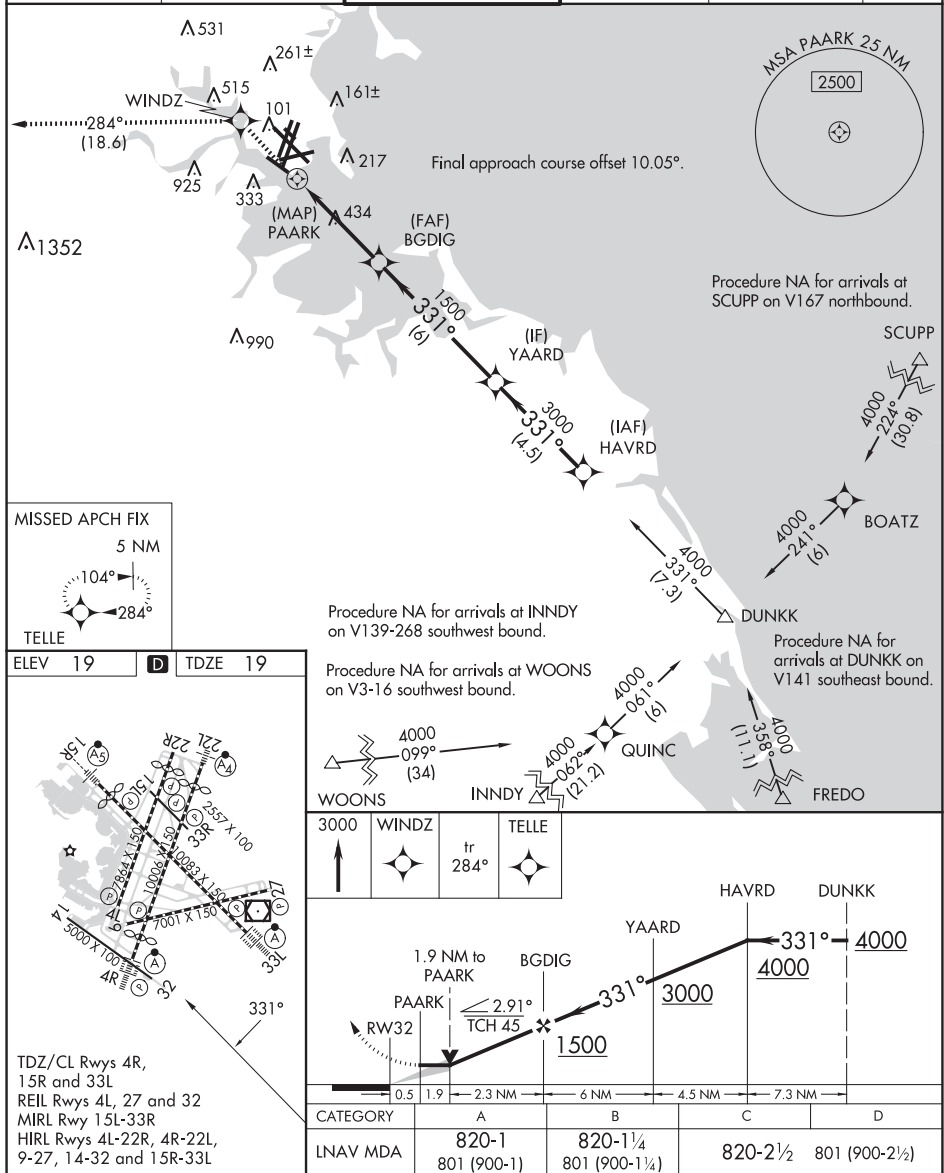 531
261±
515
WINDZ
161±
101
284°
(18.6)
217
925
333
(MAP)
PAARK
434
(FAF)
BGDIG
1352
990
Final approach course offset 10.05°.
MSA PAARK 25 NM
2500
1500
331°
(6)
(IF)
YAARD
3000
331°
(4.5)
(IAF)
HAVRD
Procedure NA for arrivals at
SCUPP on V167 northbound.
SCUPP
4000
224°
(30.8)
BOATZ
4000
241°
(6)
4000
331°
(7.3)
DUNKK
Procedure NA for
arrivals at DUNKK on
V141 southeast bound.
4000
358°
(11.1)
FREDO
MISSED APCH FIX
5 NM
104°
284°
TELLE
Procedure NA for arrivals at INNDY
on V139-268 southwest bound.
Procedure NA for arrivals at WOONS
on V3-16 southwest bound.
4000
099°
(34)
WOONS
INNDY
4000
062°
(21.2)
QUINC
4000
061°
(6)
ELEV 19
D
TDZE 19
15R
A5
22R
22L
A4
15L
P
P
P
P
2557 X 100
33R
7864 X 150
10006 X 150
10083 X 150
P
4L
9
7001 X 150
P
27
P
14
5000 X 100
A
A
33L
4R
P
32
331°
TDZ/CL Rwys 4R,
15R and 33L
REIL Rwys 4L, 27 and 32
MIRL Rwy 15L-33R
HIRL Rwys 4L-22R, 4R-22L,
9-27, 14-32 and 15R-33L
3000
WINDZ
tr
284°
TELLE
HAVRD
DUNKK
YAARD
331°
4000
4000
1.9 NM to
PAARK
BGDIG
331°
3000
PAARK
2.91°
TCH 45
RW32
1500
0.5
1.9
2.3 NM
6 NM
4.5 NM
7.3 NM
CATEGORY A B C D
LNAV MDA
820-1
801 (900-1)
820-1¼
801 (900-1¼)
820-2½ 801 (900-2½)